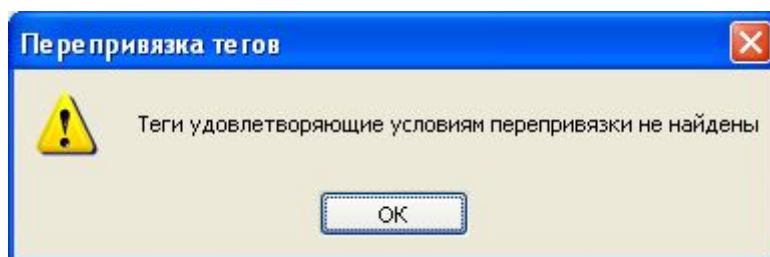 Перепривязка тегов
Теги удовлетворяющие условиям перепривязки не найдены
OK